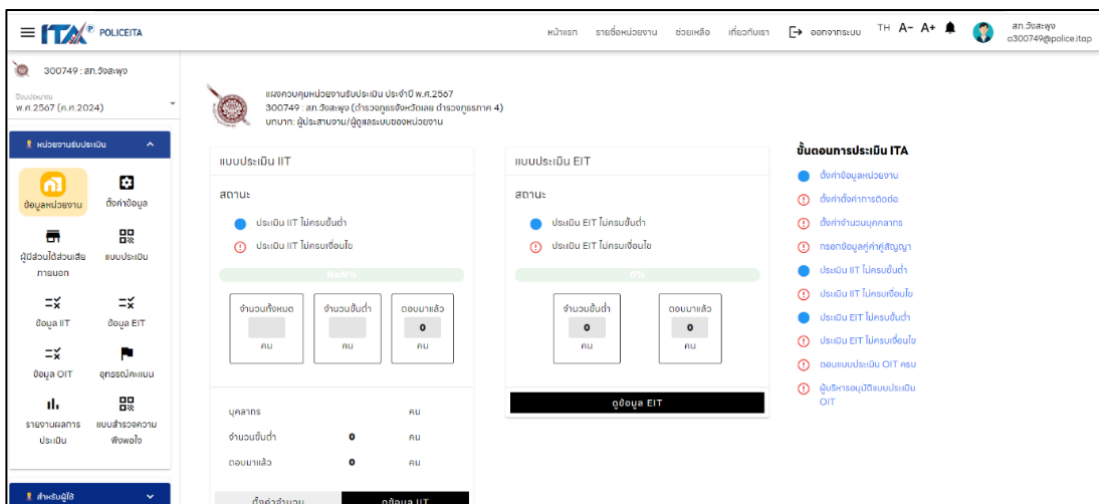 ITA POLICEITA
หน้าแรก รายชื่อหน่วยงาน ช่วยเหลือ เกี่ยวกับเรา ออกจากระบบ TH A- A+
สภ.วังสะพุง
o300749@police.itap
300749 : สภ.วังสะพุง
ปีงบประมาณ
พ.ศ.2567 (ค.ศ.2024)
หน่วยงานรับประเมิน
ข้อมูลหน่วยงาน
ตั้งค่าข้อมูล
ผู้มีส่วนได้ส่วนเสีย
ภายนอก
แบบประเมิน
ข้อมูล IIT
ข้อมูล EIT
ข้อมูล OIT
อุทธรณ์คะแนน
รายงานผลการ
ประเมิน
แบบสำรวจความ
พึงพอใจ
สำหรับผู้ใช้
แผงควบคุมหน่วยงานรับประเมิน ประจำปี พ.ศ.2567
300749 : สภ.วังสะพุง (ตำรวจภูธรจังหวัดเลย ตำรวจภูธรภาค 4)
บทบาท: ผู้ประสานงาน/ผู้ดูแลระบบของหน่วยงาน
แบบประเมิน IIT
สถานะ
ประเมิน IIT ไม่ครบขั้นต่ำ
ประเมิน IIT ไม่ครบเงื่อนไข
NaN%
จำนวนทั้งหมด
คน
จำนวนขั้นต่ำ
คน
ตอบมาแล้ว
0
คน
บุคลากร คน
จำนวนขั้นต่ำ 0 คน
ตอบมาแล้ว 0 คน
ตั้งค่าจำนวน
ดูข้อมูล IIT
แบบประเมิน EIT
สถานะ
ประเมิน EIT ไม่ครบขั้นต่ำ
ประเมิน EIT ไม่ครบเงื่อนไข
0%
จำนวนขั้นต่ำ
0
คน
ตอบมาแล้ว
0
คน
ดูข้อมูล EIT
ขั้นตอนการประเมิน ITA
ตั้งค่าข้อมูลหน่วยงาน
ตั้งค่าตั้งค่าการติดต่อ
ตั้งค่าจำนวนบุคคลากร
กรอกข้อมูลคู่ค่าคู่สัญญา
ประเมิน IIT ไม่ครบขั้นต่ำ
ประเมิน IIT ไม่ครบเงื่อนไข
ประเมิน EIT ไม่ครบขั้นต่ำ
ประเมิน EIT ไม่ครบเงื่อนไข
ตอบแบบประเมิน OIT ครบ
ผู้บริหารอนุมัติแบบประเมิน
OIT